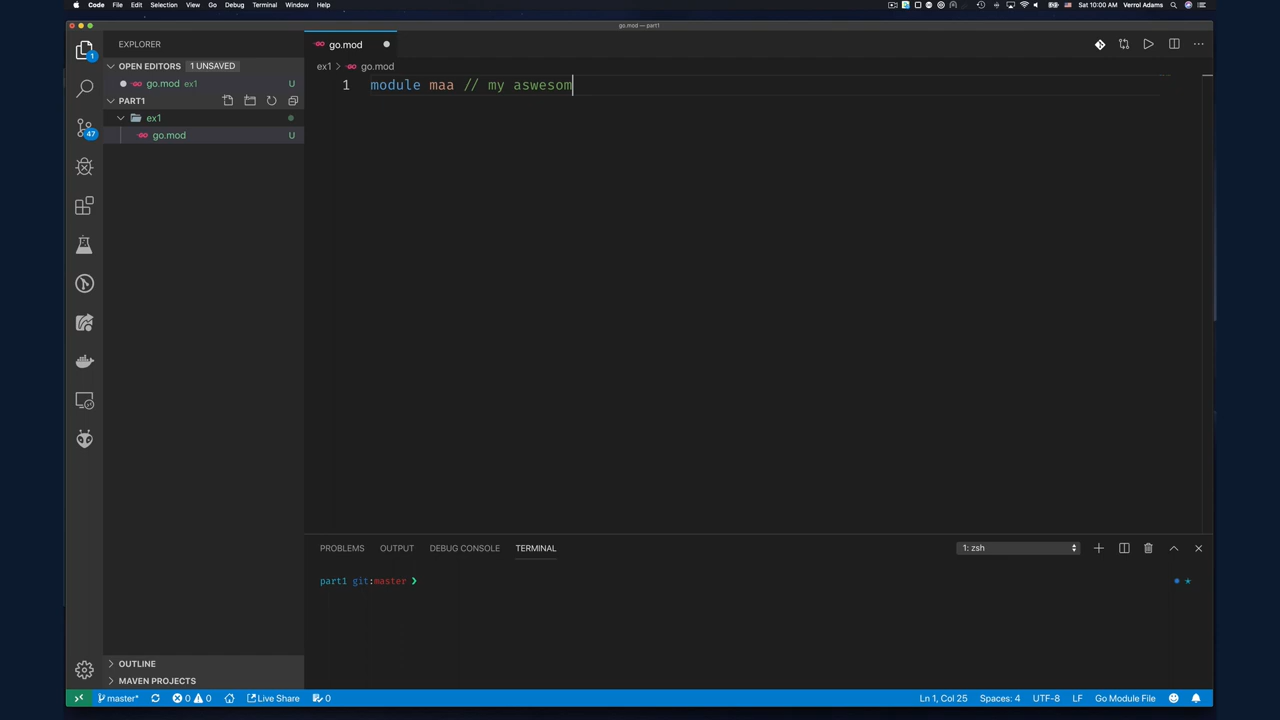 Code File Edit Selection View Go Debug Terminal Window Help
Sat 10:00 AM Verrol Adams
go.mod — part1
EXPLORER
go.mod
OPEN EDITORS 1 UNSAVED
ex1 > go.mod
go.mod ex1 U
1 module maa // my aswesom
PART1
ex1
go.mod U
1
47
PROBLEMS OUTPUT DEBUG CONSOLE TERMINAL 1: zsh
part1 git:master ❯
OUTLINE
MAVEN PROJECTS
master* 0 0 Live Share 0 Ln 1, Col 25 Spaces: 4 UTF-8 LF Go Module File